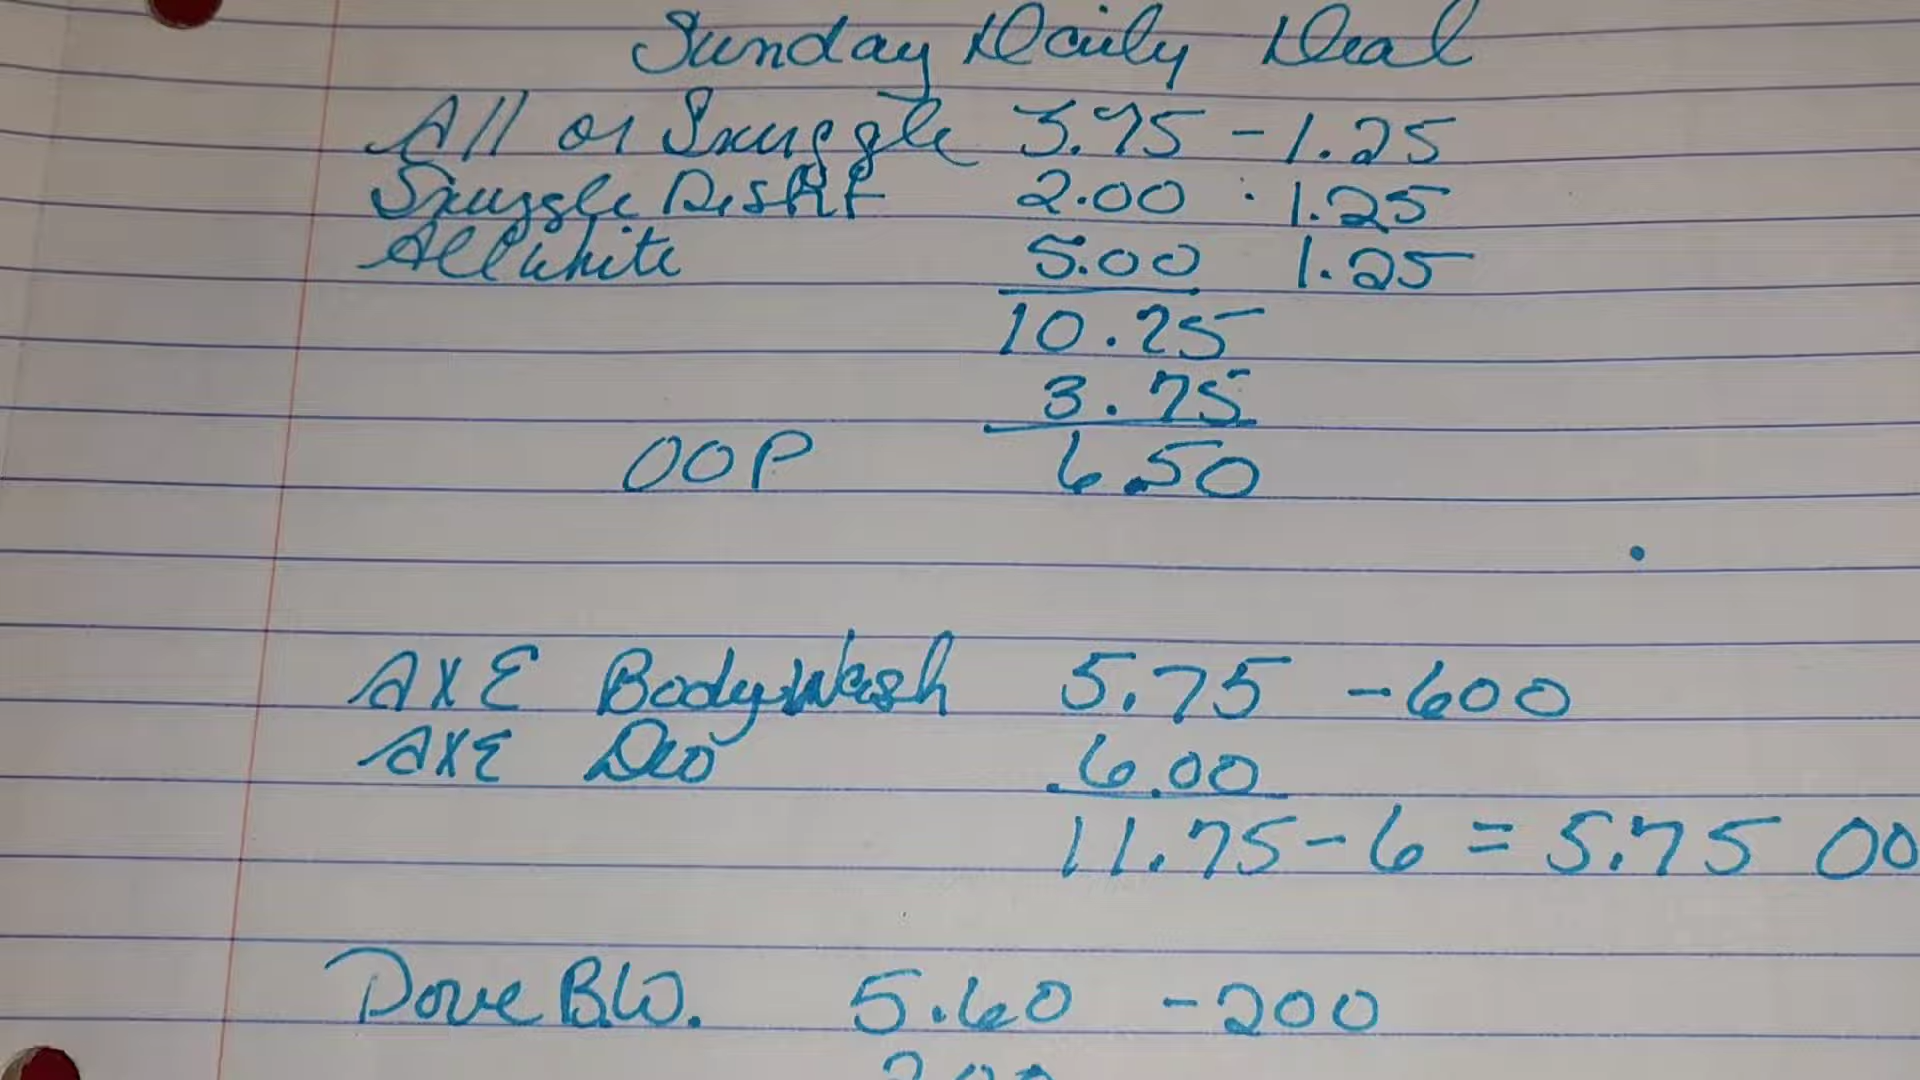 Sunday Daily Deal
All or Snuggle 3.75 - 1.25
Snuggle 2.00 - 1.25
All white 5.00 1.25
10.25
3.75
OOP 6.50
AXE Body Wash 5.75 - 600
AXE Deo 6.00
11.75 - 6 = 5.75 OO
Dove B.W. 5.60 - 200